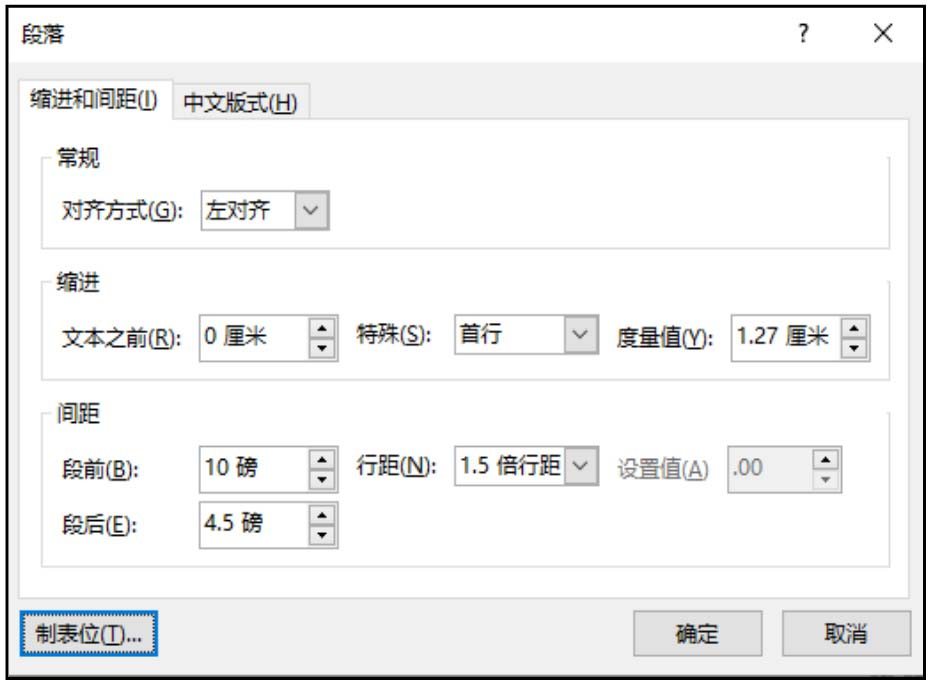 段落 ?
缩进和间距(I) 中文版式(H)
常规
对齐方式(G): 左对齐
缩进
文本之前(R): 0 厘米 特殊(S): 首行 度量值(Y): 1.27 厘米
间距
段前(B): 10 磅 行距(N): 1.5 倍行距 设置值(A) .00
段后(E): 4.5 磅
制表位(T)... 确定 取消